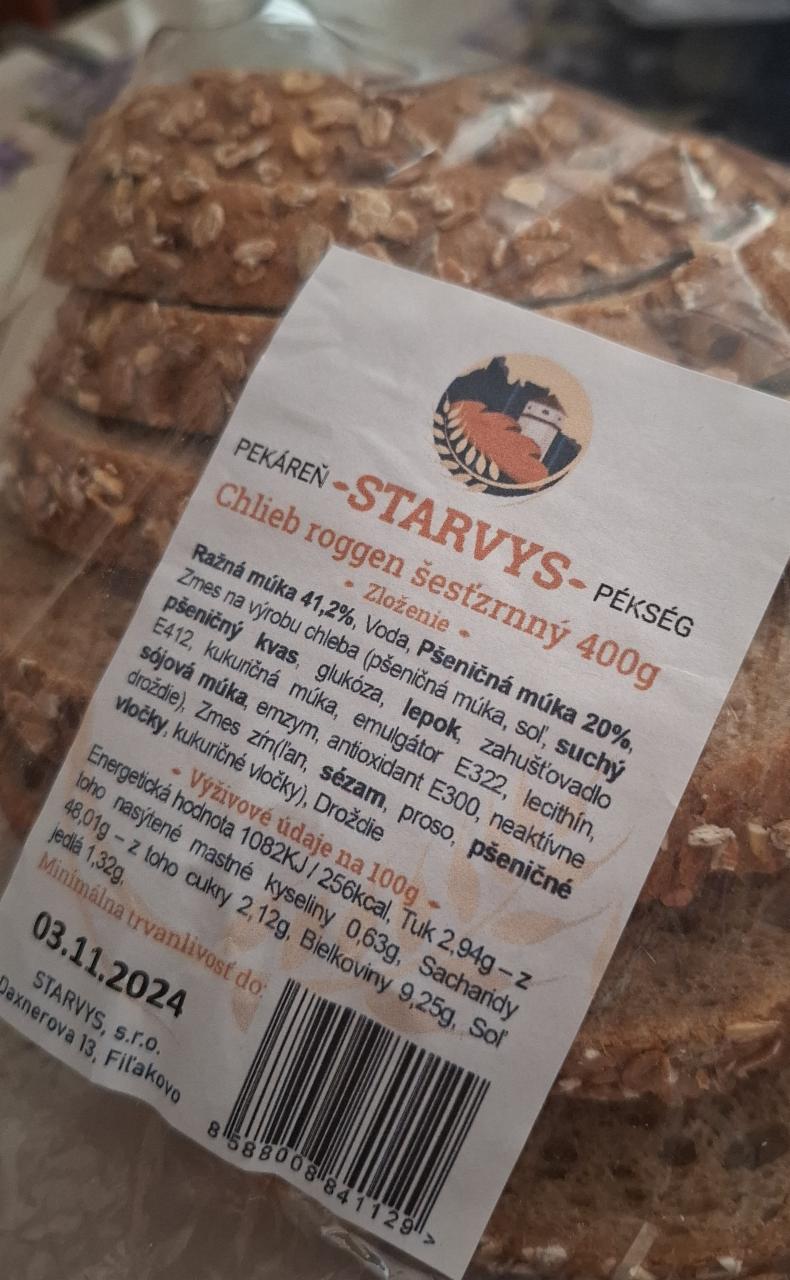 PEKÁREŇ -STARVYS- PÉKSÉG
Chlieb roggen šesťzrnný 400g
• Zloženie •
Ražná múka 41,2%, Voda, Pšeničná múka 20%,
Zmes na výrobu chleba (pšeničná múka, soľ, suchý
pšeničný kvas, glukóza, lepok, zahusťovadlo
E412, kukuričná múka, emulgátor E322, lecithín,
sójová múka, emzym, antioxidant E300, neaktívne
droždie), Zmes zŕn(ľan, sézam, proso, pšeničné
vločky, kukuričné vločky), Droždie
• Výživové údaje na 100g •
Energetická hodnota 1082KJ / 256kcal, Tuk 2,94g – z
toho nasýtené mastné kyseliny 0,63g, Sacharidy
48,01g – z toho cukry 2,12g, Bielkoviny 9,25g, Soľ
jedlá 1,32g,
Minimálna trvanlivosť do:
03.11.2024
STARVYS, s.r.o.
Daxnerova 13, Fiľakovo
8 588008 841129 >